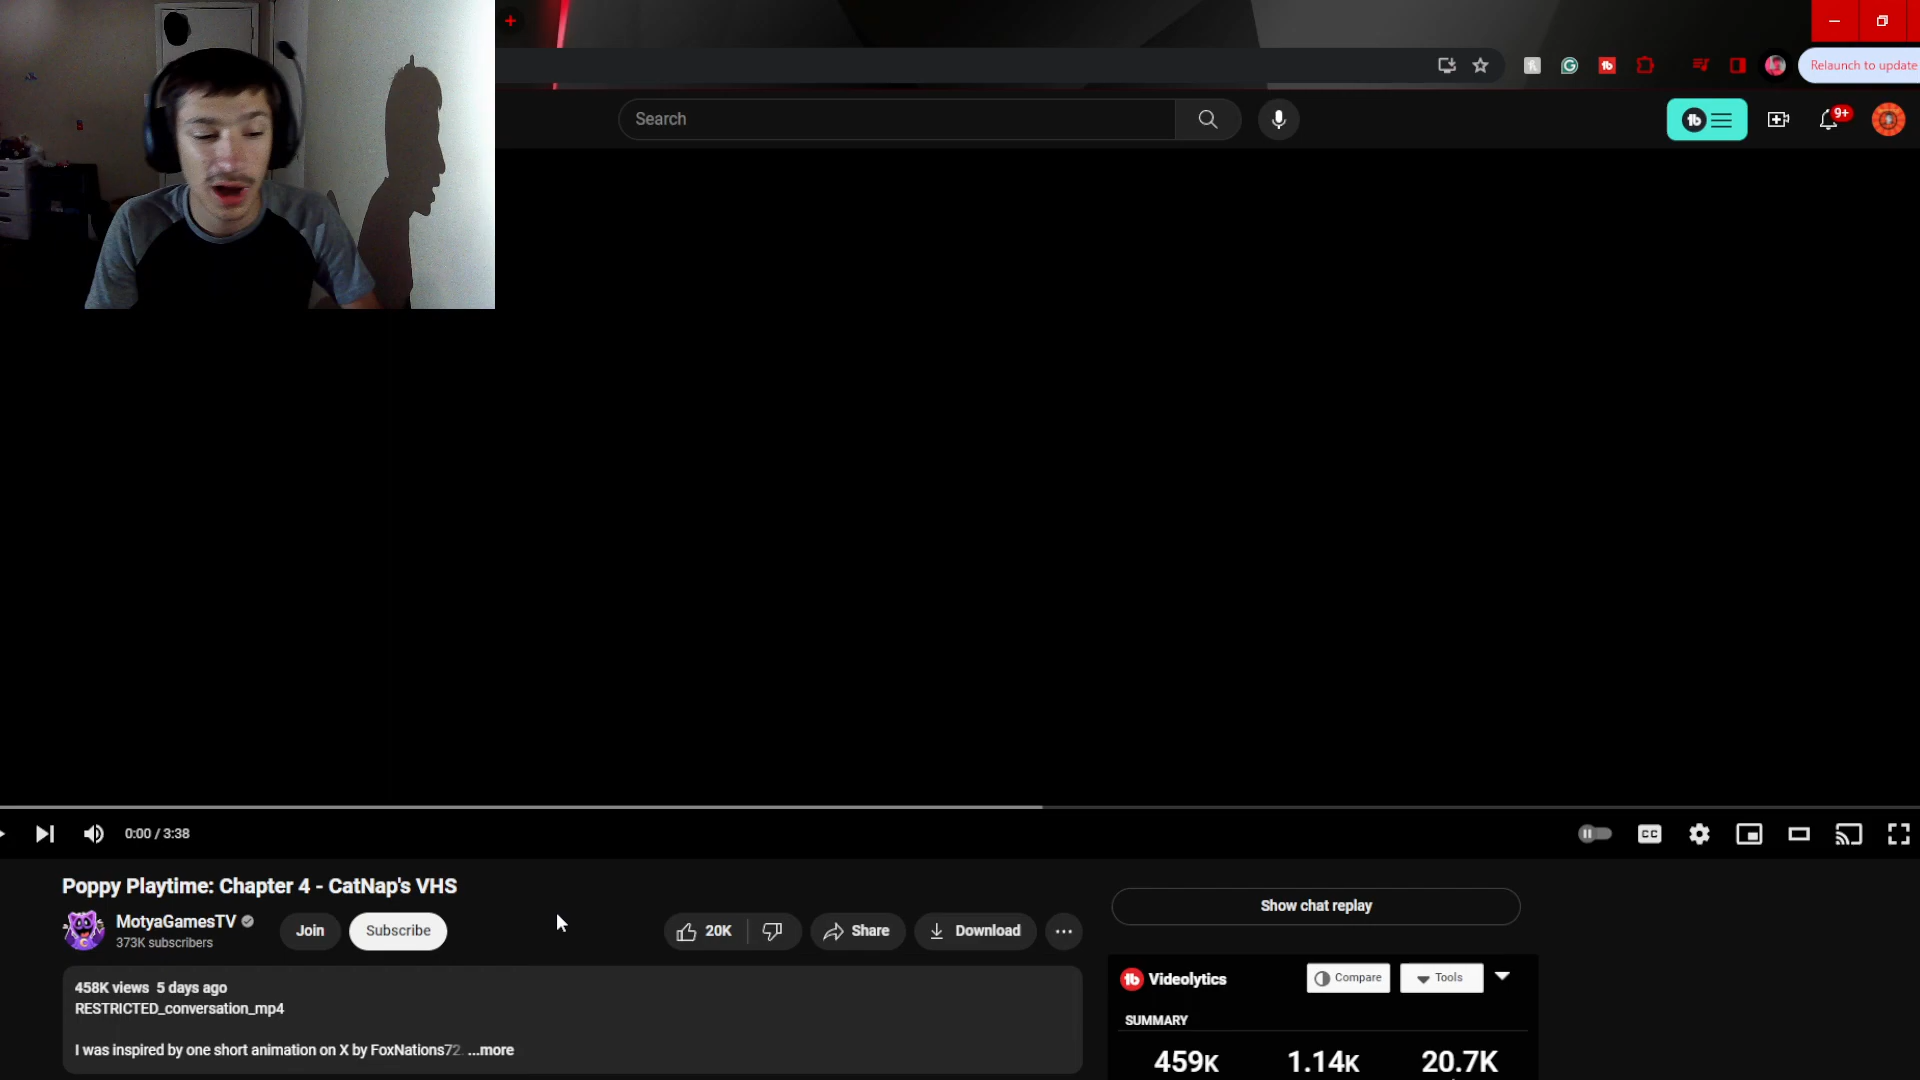 Relaunch to update
Search
9+
0:00 / 3:38
CC
Poppy Playtime: Chapter 4 - CatNap's VHS
MotyaGamesTV
373K subscribers
Join
Subscribe
20K
Share
Download
Show chat replay
458K views 5 days ago
RESTRICTED_conversation_mp4
I was inspired by one short animation on X by FoxNations72. ...more
Videolytics
Compare
Tools
SUMMARY
459K
1.14K
20.7K